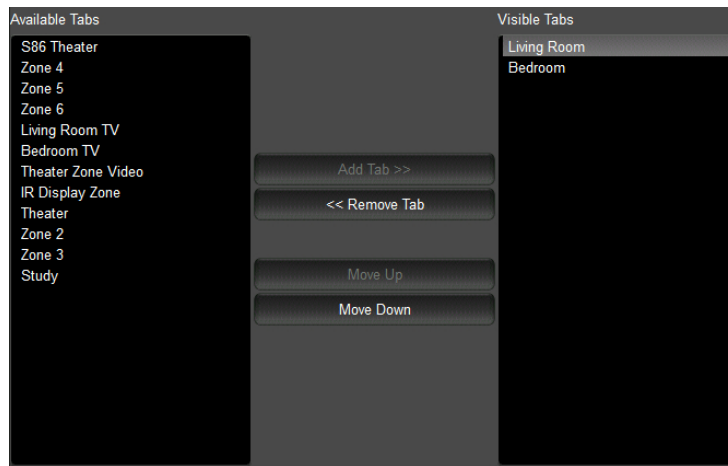 Available Tabs
S86 Theater
Zone 4
Zone 5
Zone 6
Living Room TV
Bedroom TV
Theater Zone Video
IR Display Zone
Theater
Zone 2
Zone 3
Study
Add Tab >>
<< Remove Tab
Move Up
Move Down
Visible Tabs
Living Room
Bedroom